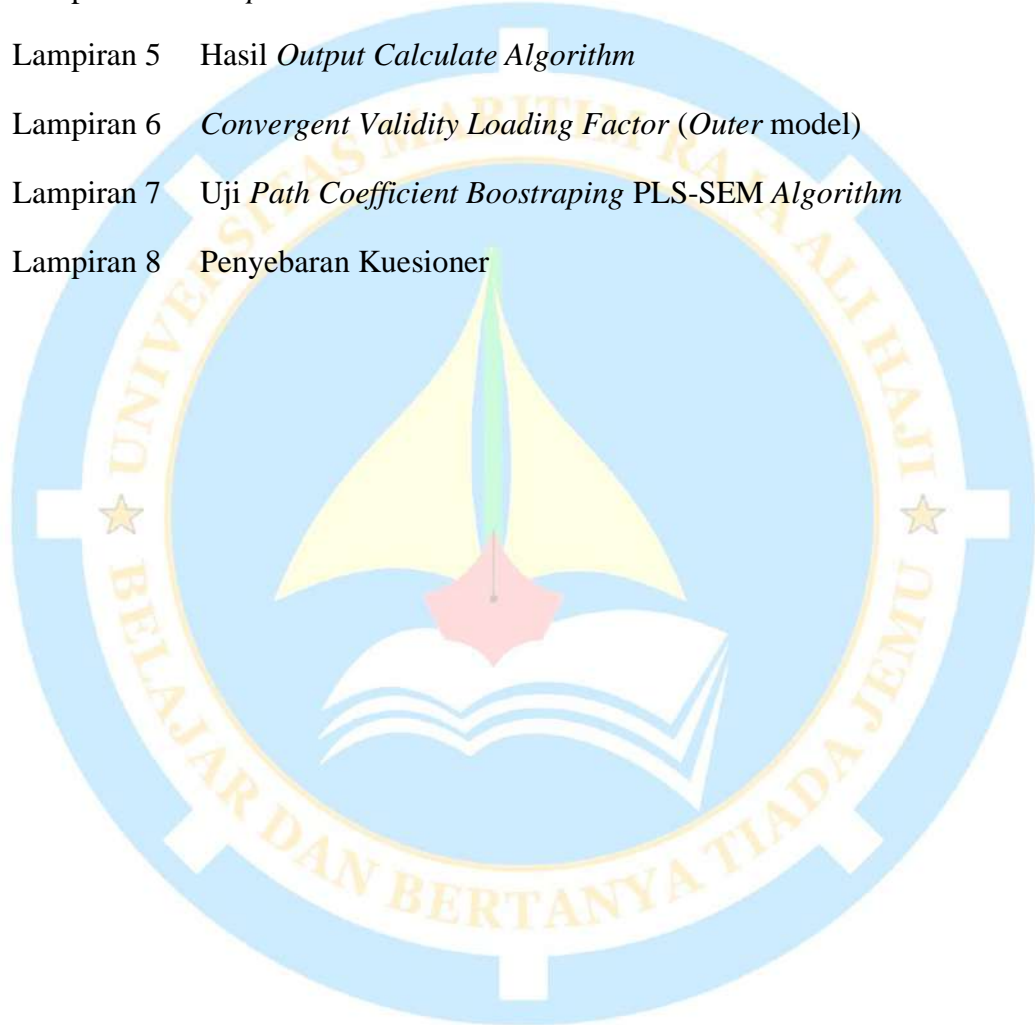 Lampiran 5 Hasil Output Calculate Algorithm
Lampiran 6 Convergent Validity Loading Factor (Outer model)
Lampiran 7 Uji Path Coefficient Boostraping PLS-SEM Algorithm
Lampiran 8 Penyebaran Kuesioner
UNIVERSITAS MARITIM RAJA ALI HAJI
BELAJAR DAN BERTANYA TIADA JEMU